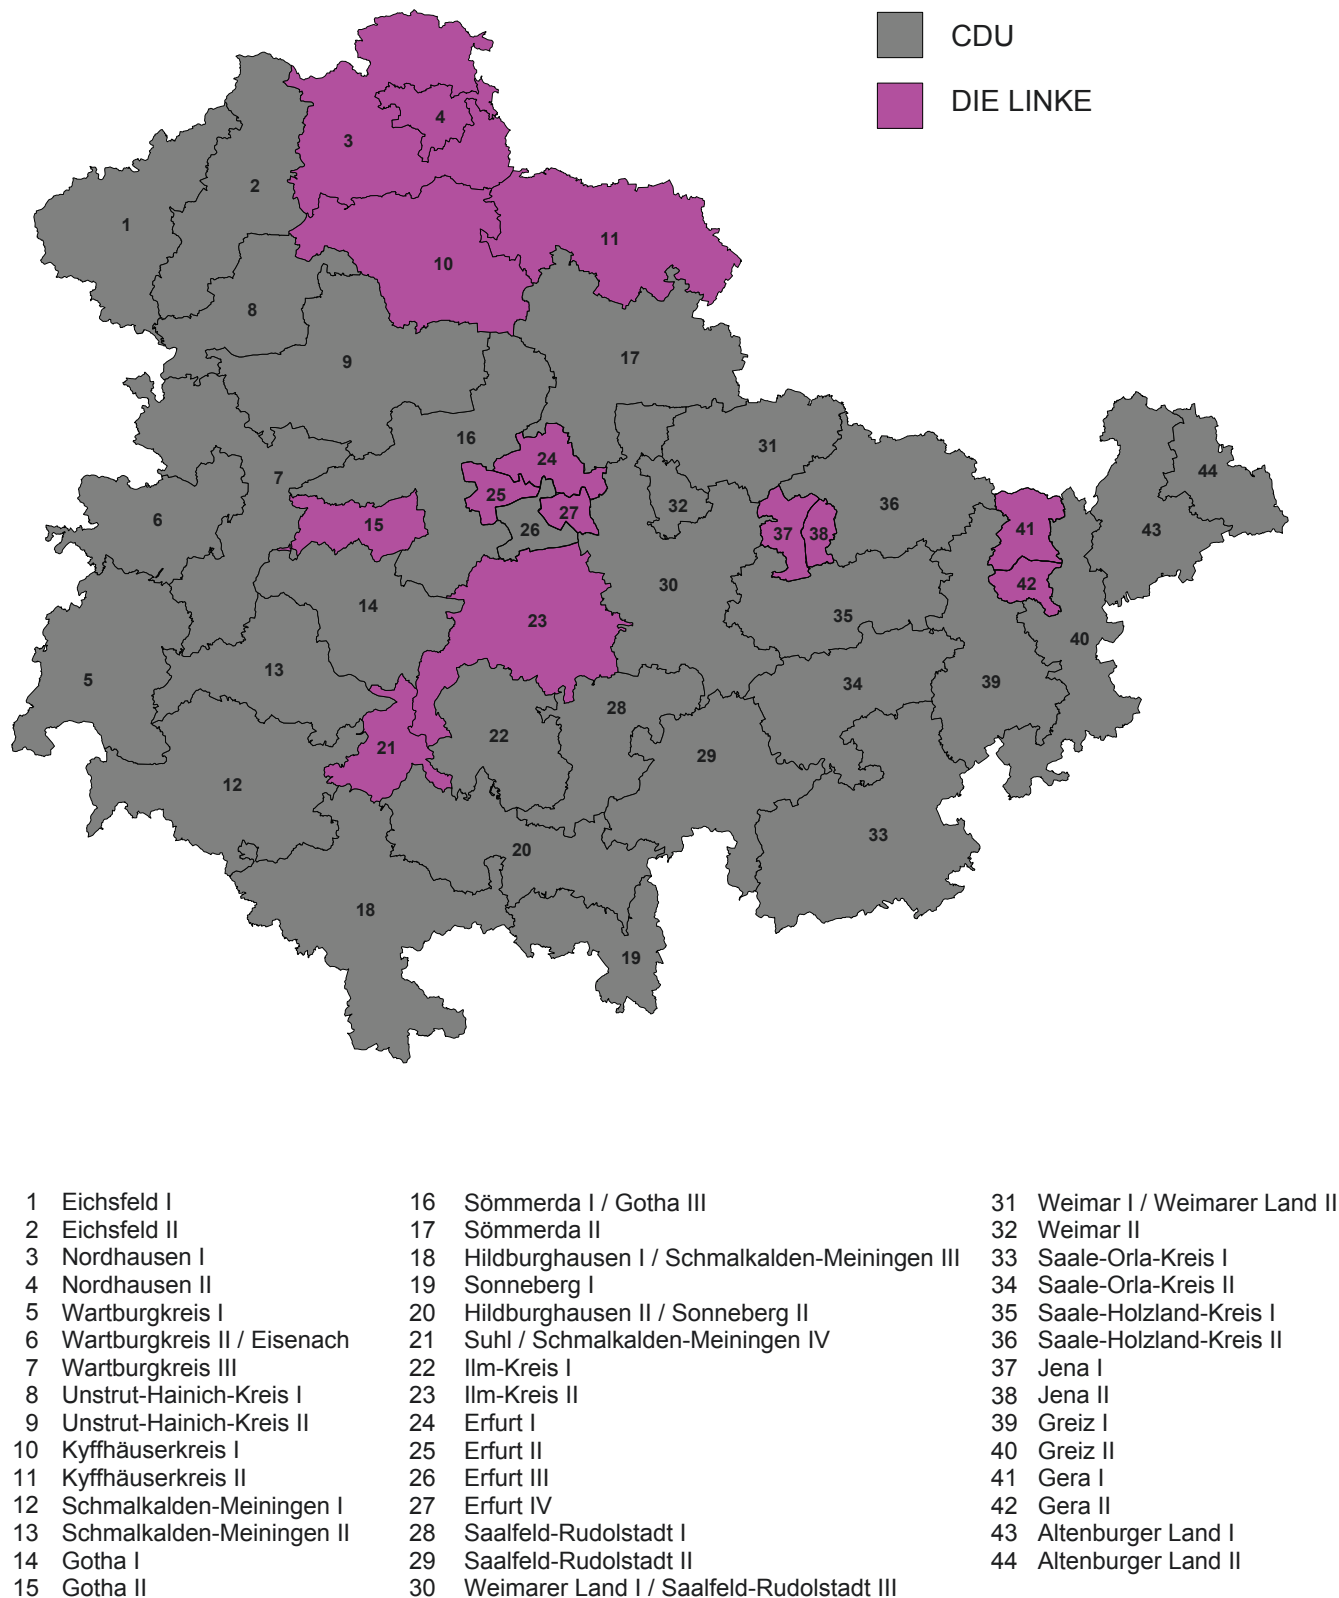 CDU
DIE LINKE
4
3
2
1
11
10
8
17
9
16
31
24
44
7
25
32
36
6
15
27
26
37
38
41
43
30
42
14
35
23
40
13
5
34
39
28
22
21
29
12
33
20
18
19
1 Eichsfeld I
2 Eichsfeld II
3 Nordhausen I
4 Nordhausen II
5 Wartburgkreis I
6 Wartburgkreis II / Eisenach
7 Wartburgkreis III
8 Unstrut-Hainich-Kreis I
9 Unstrut-Hainich-Kreis II
10 Kyffhäuserkreis I
11 Kyffhäuserkreis II
12 Schmalkalden-Meiningen I
13 Schmalkalden-Meiningen II
14 Gotha I
15 Gotha II
16 Sömmerda I / Gotha III
17 Sömmerda II
18 Hildburghausen I / Schmalkalden-Meiningen III
19 Sonneberg I
20 Hildburghausen II / Sonneberg II
21 Suhl / Schmalkalden-Meiningen IV
22 Ilm-Kreis I
23 Ilm-Kreis II
24 Erfurt I
25 Erfurt II
26 Erfurt III
27 Erfurt IV
28 Saalfeld-Rudolstadt I
29 Saalfeld-Rudolstadt II
30 Weimarer Land I / Saalfeld-Rudolstadt III
31 Weimar I / Weimarer Land II
32 Weimar II
33 Saale-Orla-Kreis I
34 Saale-Orla-Kreis II
35 Saale-Holzland-Kreis I
36 Saale-Holzland-Kreis II
37 Jena I
38 Jena II
39 Greiz I
40 Greiz II
41 Gera I
42 Gera II
43 Altenburger Land I
44 Altenburger Land II